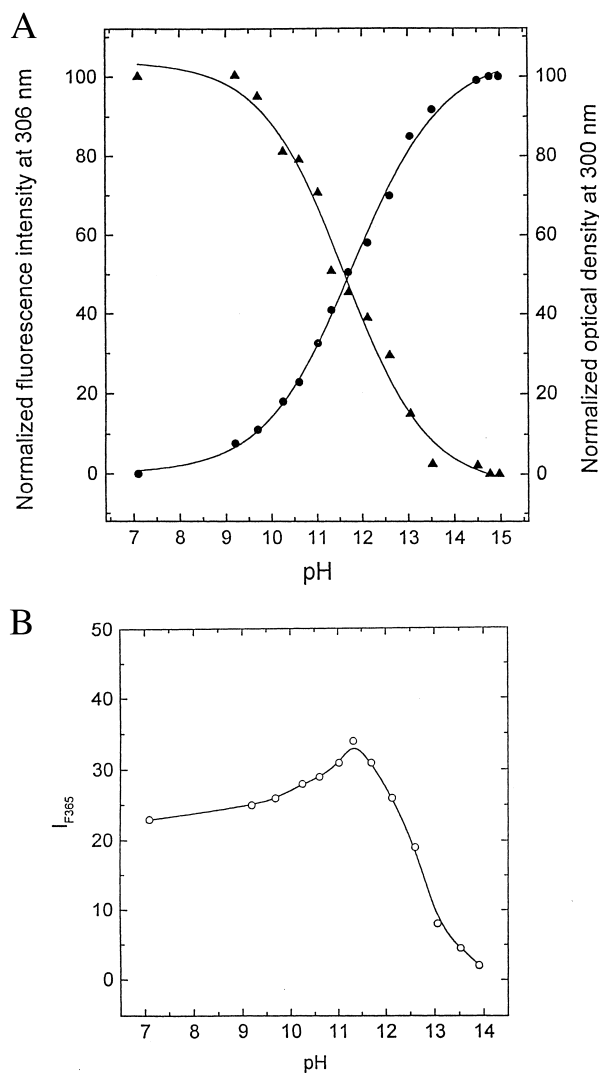 A
Normalized fluorescence intensity at 306 nm
100
80
60
40
20
0
100
80
60
40
20
0
Normalized optical density at 300 nm
7 8 9 10 11 12 13 14 15
pH
B
I_F365
50
40
30
20
10
0
7 8 9 10 11 12 13 14
pH